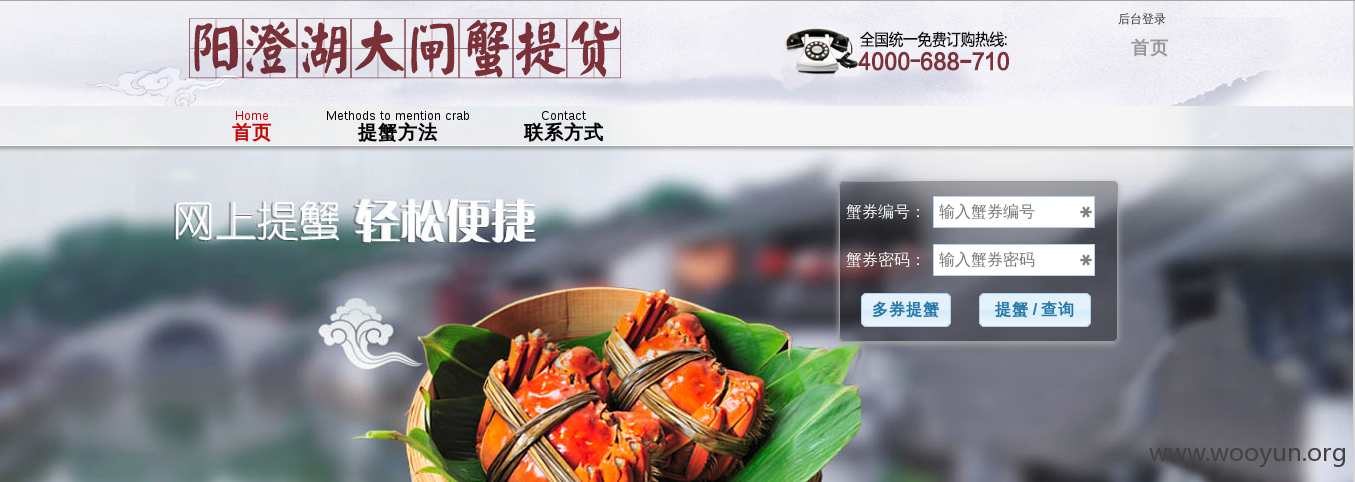 阳澄湖大闸蟹提货
全国统一免费订购热线:
4000-688-710
后台登录
首页
Home
首页
Methods to mention crab
提蟹方法
Contact
联系方式
网上提蟹 轻松便捷
蟹券编号：
输入蟹券编号 *
蟹券密码：
输入蟹券密码 *
多券提蟹
提蟹 / 查询
www.wooyun.org